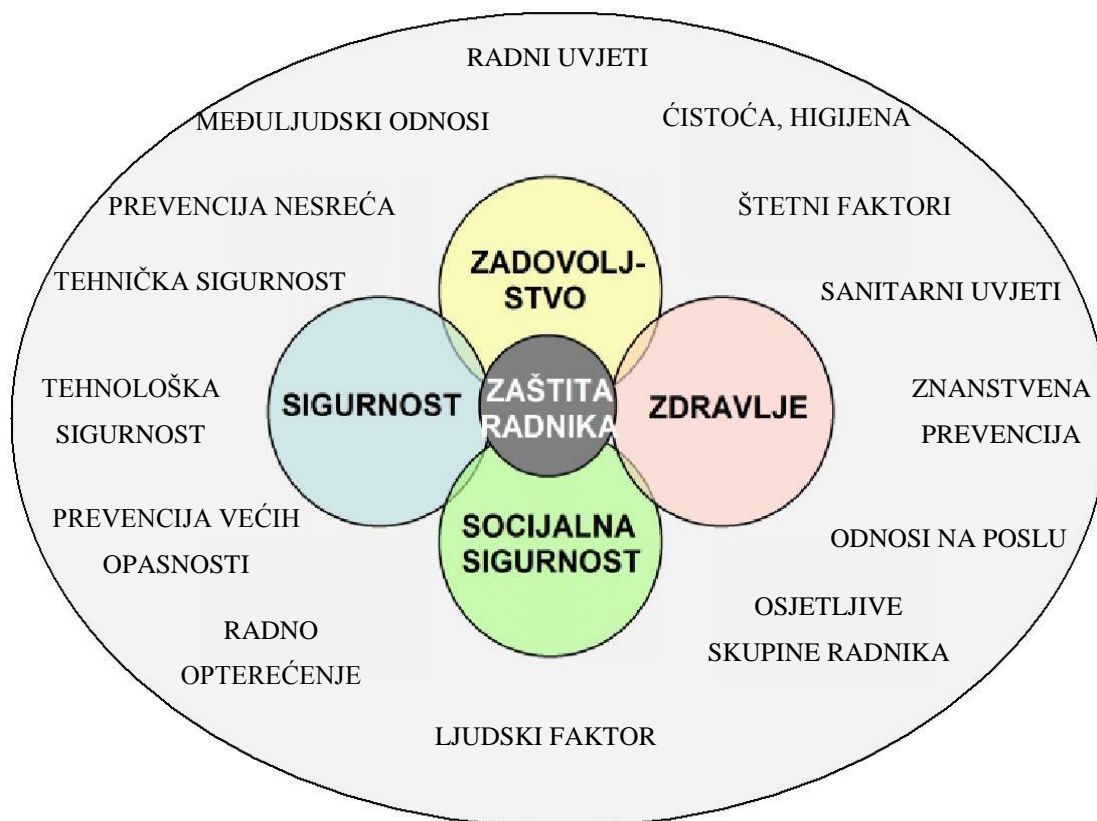 RADNI UVJETI
MEĐULJUDSKI ODNOSI
ĆISTOĆA, HIGIJENA
PREVENCIJA NESREĆA
ŠTETNI FAKTORI
TEHNIČKA SIGURNOST
SANITARNI UVJETI
TEHNOLOŠKA
SIGURNOST
ZNANSTVENA
PREVENCIJA
PREVENCIJA VEĆIH
OPASNOSTI
ODNOSI NA POSLU
RADNO
OPTEREĆENJE
OSJETLJIVE
SKUPINE RADNIKA
LJUDSKI FAKTOR
ZADOVOLJ-
STVO
SIGURNOST
ZAŠTITA
RADNIKA
ZDRAVLJE
SOCIJALNA
SIGURNOST